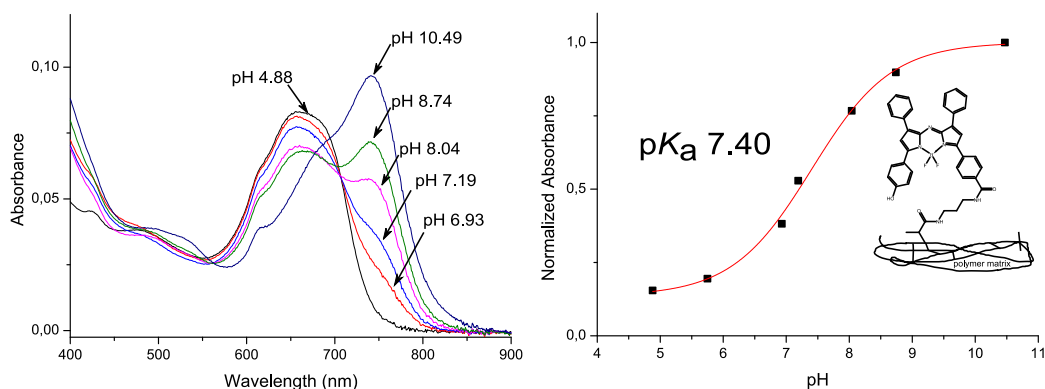 0,10
0,05
0,00
Absorbance
400
500
600
700
800
900
Wavelength (nm)
pH 10.49
pH 4.88
pH 8.74
pH 8.04
pH 7.19
pH 6.93
1,0
0,5
0,0
Normalized Absorbance
4
5
6
7
8
9
10
11
pH
pKa 7.40
HO
O
NH
O
polymer matrix